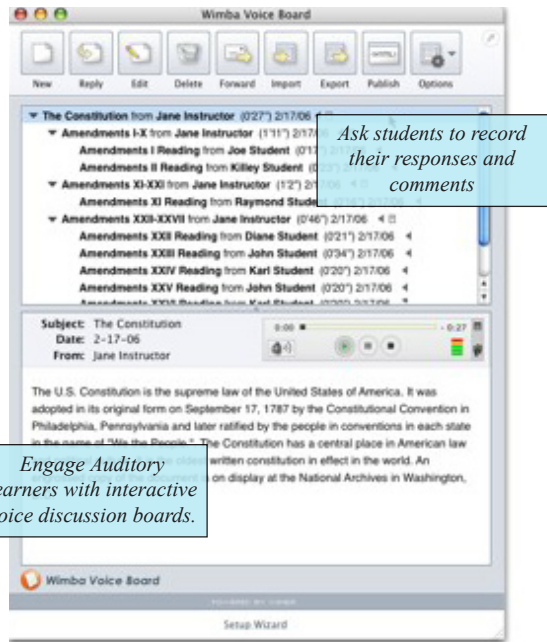 Wimba Voice Board
New Reply Edit Delete Forward Import Export Publish Options
The Constitution from Jane Instructor (0'27") 2/17/06
Amendments I-X from Jane Instructor (1'11") 2/17/
Amendments I Reading from Joe Student (0'17
Amendments II Reading from Killey Student
Amendments XI-XXI from Jane Instructor (1'2") 2/1
Amendments XI Reading from Raymond Stude
Amendments XXII-XXVII from Jane Instructor (0'46") 2/17/06
Amendments XXII Reading from Diane Student (0'21") 2/17/06
Amendments XXIII Reading from John Student (0'34") 2/17/06
Amendments XXIV Reading from Karl Student (0'20") 2/17/06
Amendments XXV Reading from John Student (0'20") 2/17/06
Ask students to record
their responses and
comments
Subject: The Constitution
Date: 2-17-06
From: Jane Instructor
0:00 - 0:27
The U.S. Constitution is the supreme law of the United States of America. It was
adopted in its original form on September 17, 1787 by the Constitutional Convention in
Philadelphia, Pennsylvania and later ratified by the people in conventions in each state
in the name of "We the People." The Constitution has a central place in American law
written constitution in effect in the world. An
is on display at the National Archives in Washington,
Engage Auditory
earners with interactive
oice discussion boards.
Wimba Voice Board
Setup Wizard